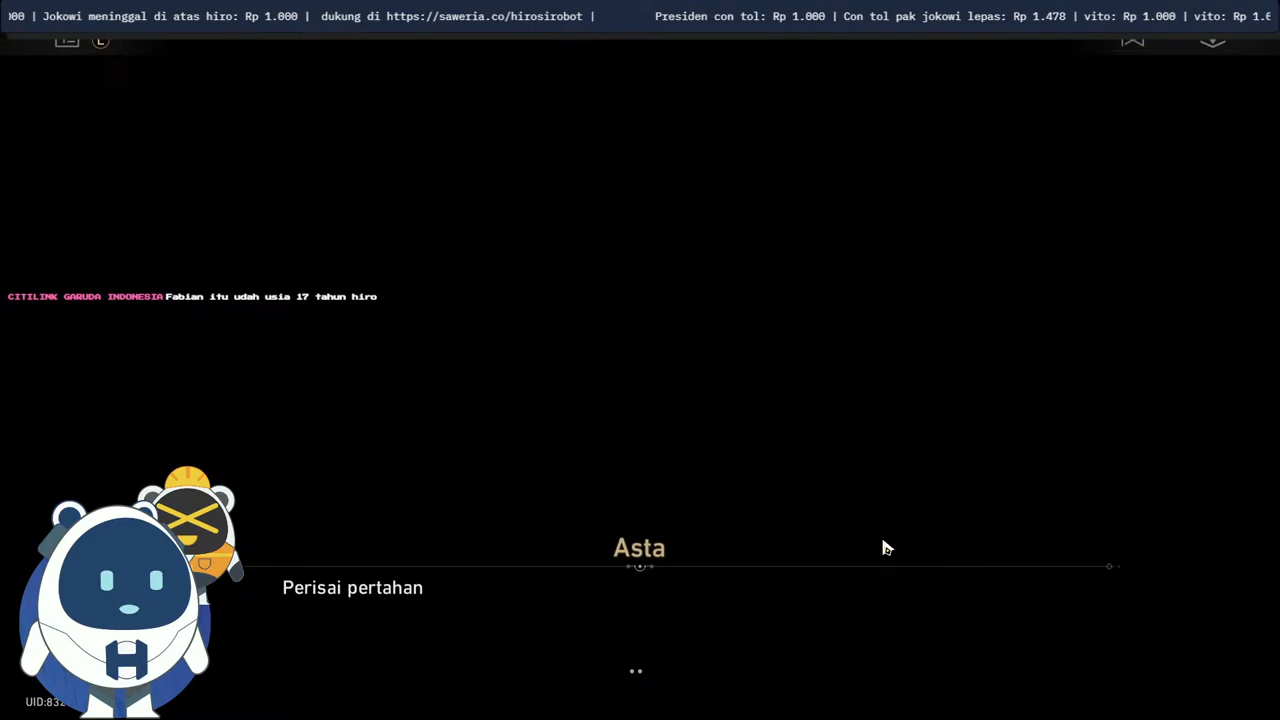 000 | Jokowi meninggal di atas hiro: Rp 1.000 | dukung di https://saweria.co/hirosirobot | Presiden con tol: Rp 1.000 | Con tol pak jokowi lepas: Rp 1.478 | vito: Rp 1.000 | vito: Rp 1.
L
CITILINK GARUDA INDONESIA Fabian itu udah usia 17 tahun hiro
Asta
Perisai pertahan
H
UID:832